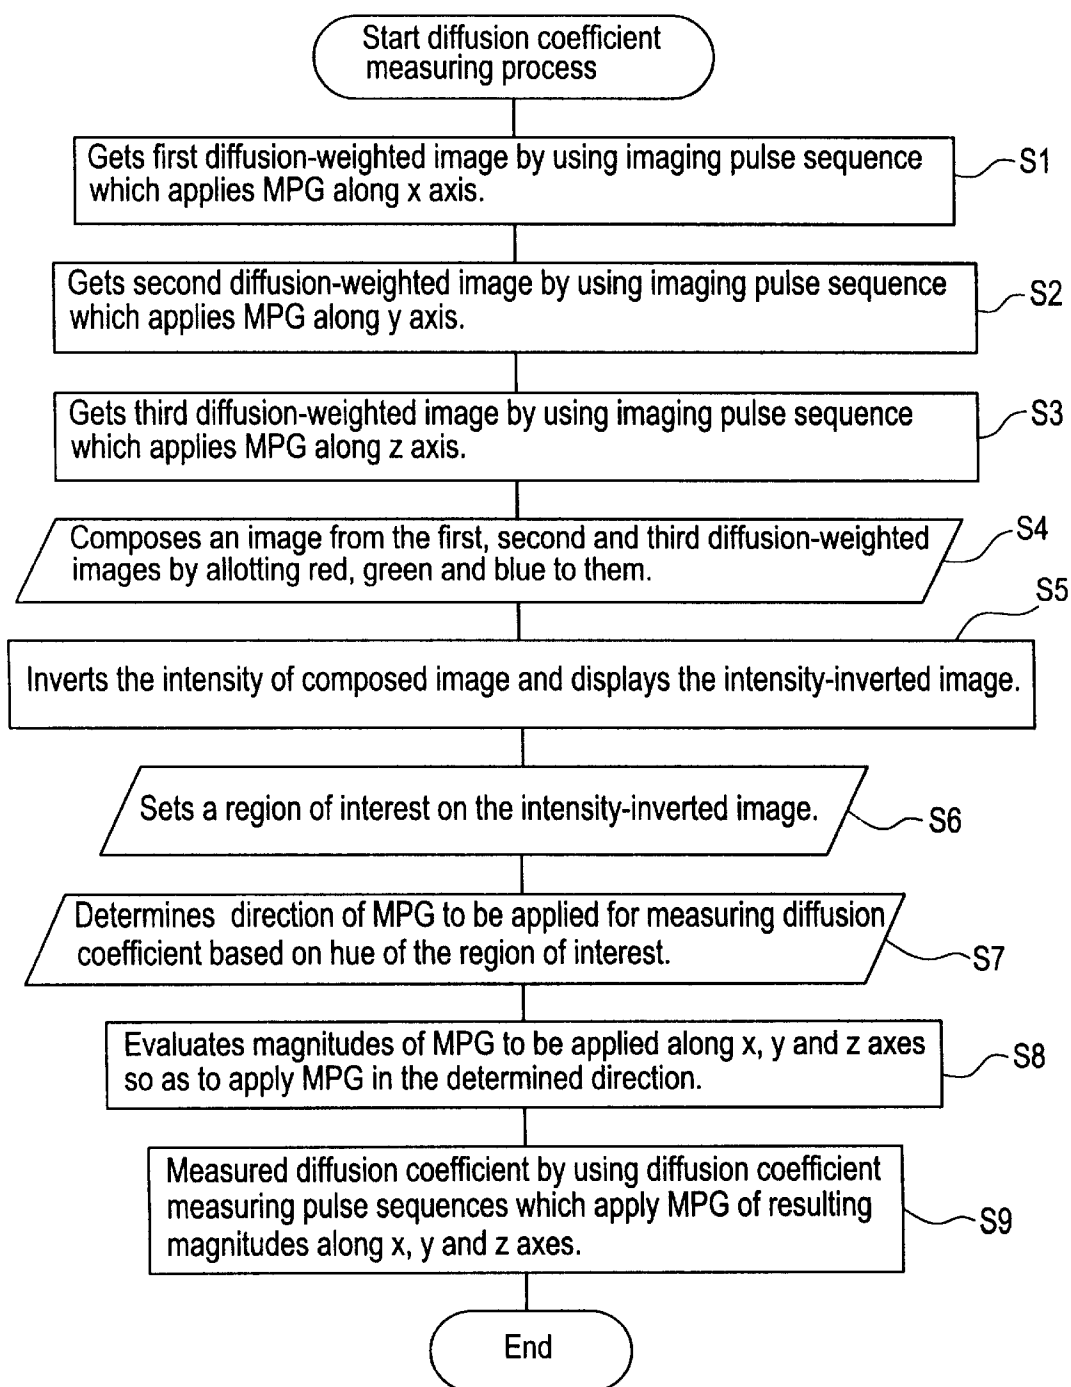 Start diffusion coefficient
measuring process
Gets first diffusion-weighted image by using imaging pulse sequence
which applies MPG along x axis.
S1
Gets second diffusion-weighted image by using imaging pulse sequence
which applies MPG along y axis.
S2
Gets third diffusion-weighted image by using imaging pulse sequence
which applies MPG along z axis.
S3
Composes an image from the first, second and third diffusion-weighted
images by allotting red, green and blue to them.
S4
S5
Inverts the intensity of composed image and displays the intensity-inverted image.
Sets a region of interest on the intensity-inverted image.
S6
Determines direction of MPG to be applied for measuring diffusion
coefficient based on hue of the region of interest.
S7
Evaluates magnitudes of MPG to be applied along x, y and z axes
so as to apply MPG in the determined direction.
S8
Measured diffusion coefficient by using diffusion coefficient
measuring pulse sequences which apply MPG of resulting
magnitudes along x, y and z axes.
S9
End